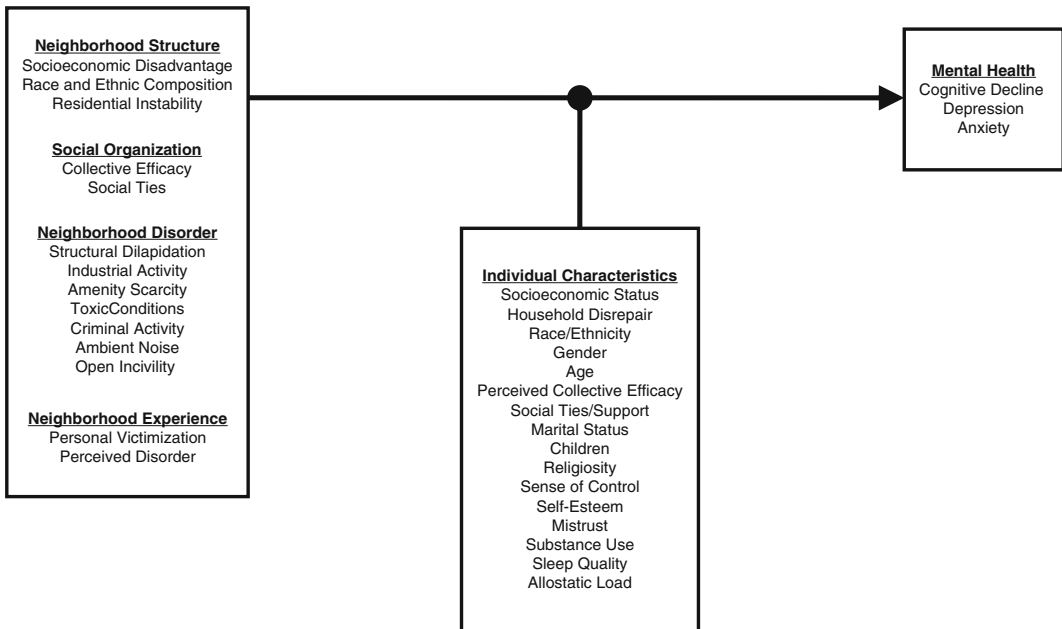 Neighborhood Structure
Socioeconomic Disadvantage
Race and Ethnic Composition
Residential Instability
Social Organization
Collective Efficacy
Social Ties
Neighborhood Disorder
Structural Dilapidation
Industrial Activity
Amenity Scarcity
ToxicConditions
Criminal Activity
Ambient Noise
Open Incivility
Neighborhood Experience
Personal Victimization
Perceived Disorder
Individual Characteristics
Socioeconomic Status
Household Disrepair
Race/Ethnicity
Gender
Age
Perceived Collective Efficacy
Social Ties/Support
Marital Status
Children
Religiosity
Sense of Control
Self-Esteem
Mistrust
Substance Use
Sleep Quality
Allostatic Load
Mental Health
Cognitive Decline
Depression
Anxiety